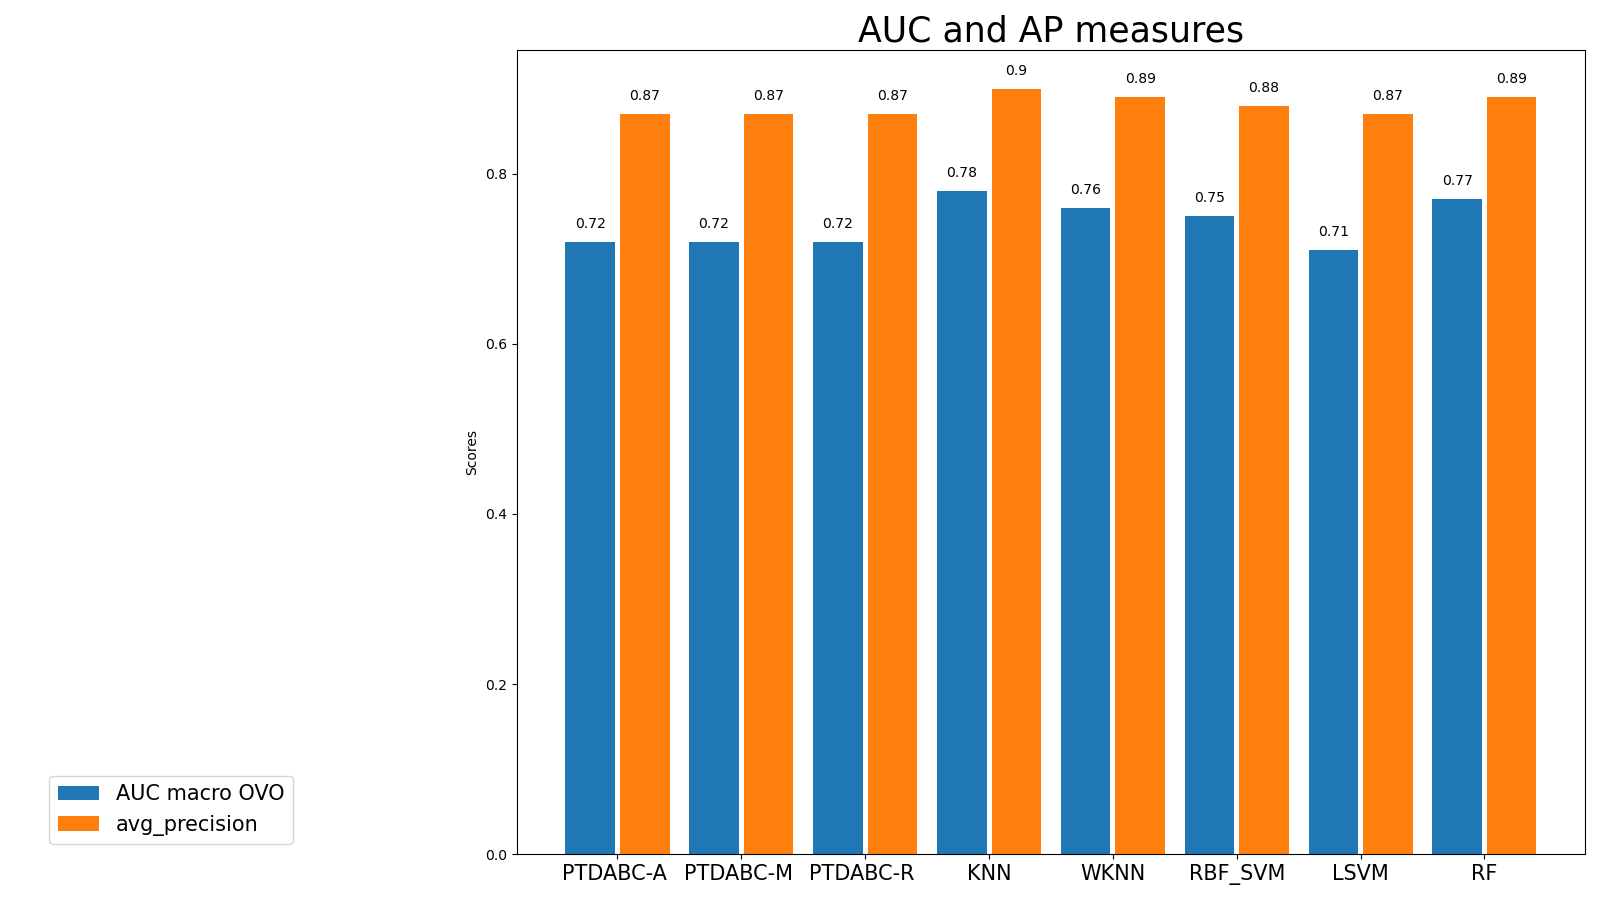 AUC and AP measures
0.9
0.87 0.87 0.87 0.89 0.88 0.87 0.89
0.72 0.72 0.72 0.78 0.76 0.75 0.71 0.77
0.8
0.6
Scores
0.4
0.2
0.0
PTDABC-A PTDABC-M PTDABC-R KNN WKNN RBF_SVM LSVM RF
AUC macro OVO
avg_precision